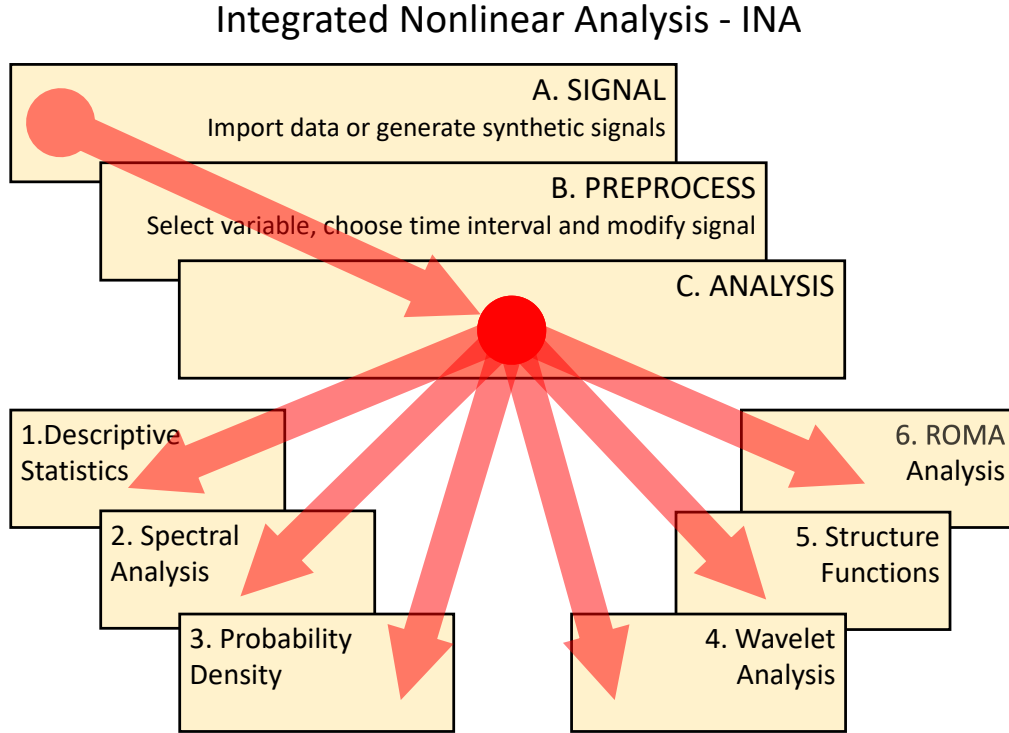 Integrated Nonlinear Analysis - INA
A. SIGNAL
Import data or generate synthetic signals
B. PREPROCESS
Select variable, choose time interval and modify signal
C. ANALYSIS
1.Descriptive
Statistics
2. Spectral
Analysis
3. Probability
Density
4. Wavelet
Analysis
5. Structure
Functions
6. ROMA
Analysis